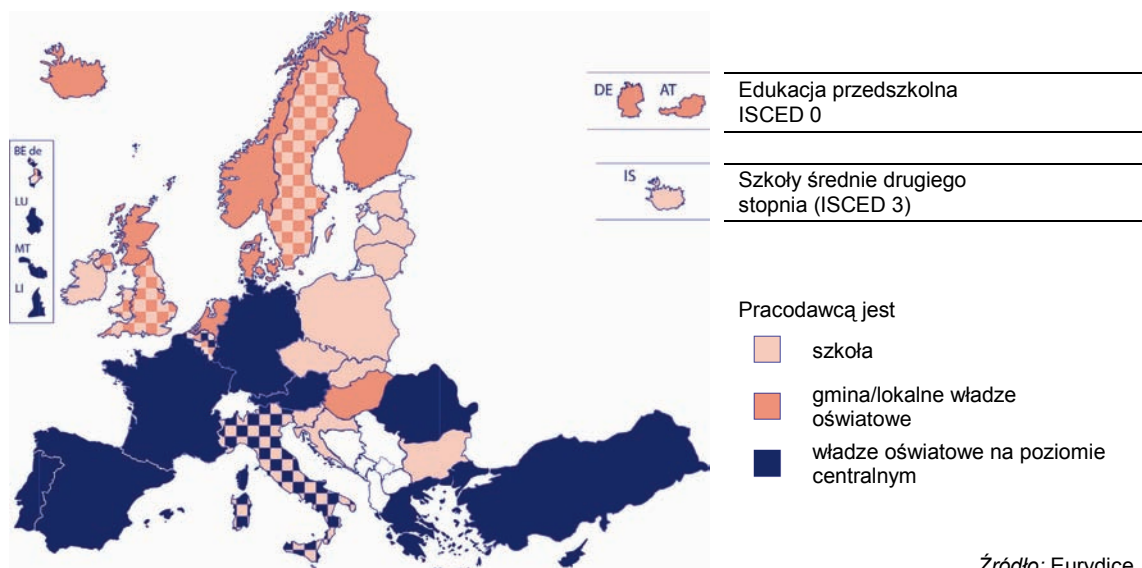 DE AT
Edukacja przedszkolna
ISCED 0
BE de
LU
MT
LI
IS
Szkoły średnie drugiego
stopnia (ISCED 3)
Pracodawcą jest
szkoła
gmina/lokalne władze
oświatowe
władze oświatowe na poziomie
centralnym
Źródło: Eurydice